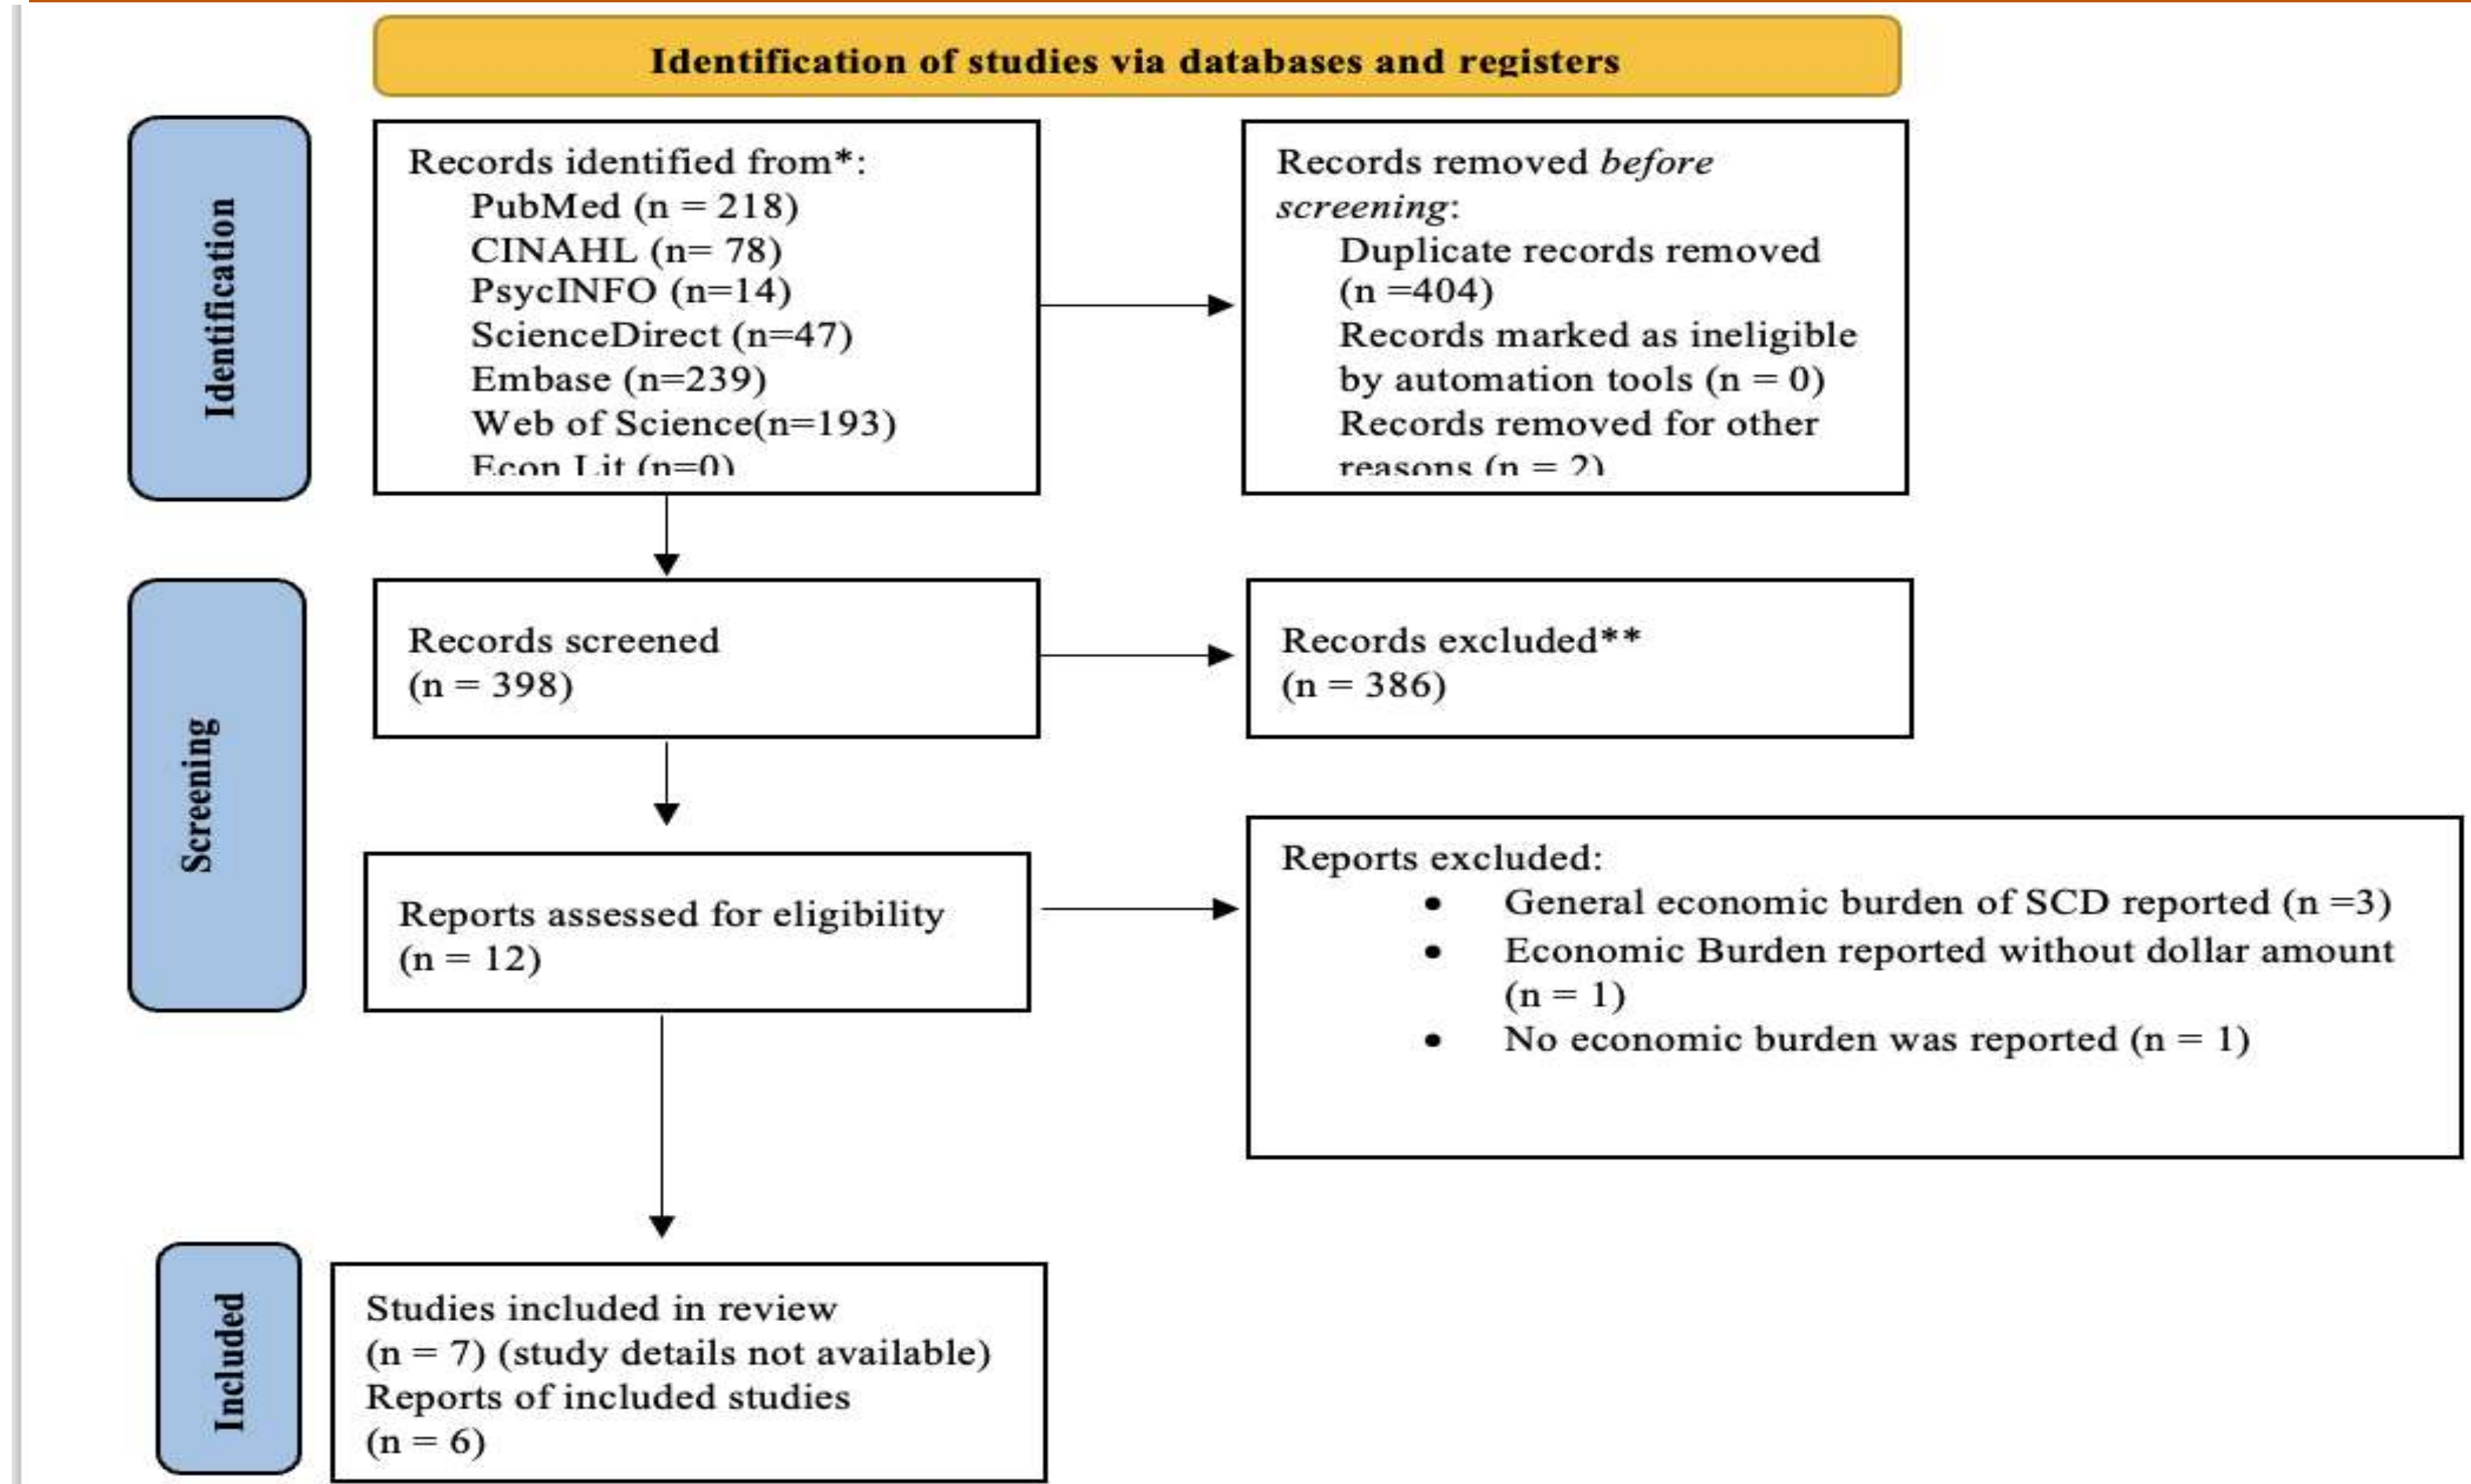 Identification of studies via databases and registers
Identification
Records identified from*:
PubMed (n = 218)
CINAHL (n= 78)
PsycINFO (n=14)
ScienceDirect (n=47)
Embase (n=239)
Web of Science(n=193)
Econ Lit (n=0)
Records removed before
screening:
Duplicate records removed
(n =404)
Records marked as ineligible
by automation tools (n = 0)
Records removed for other
reasons (n = 2)
Screening
Records screened
(n = 398)
Records excluded**
(n = 386)
Reports assessed for eligibility
(n = 12)
Reports excluded:
• General economic burden of SCD reported (n =3)
• Economic Burden reported without dollar amount
(n = 1)
• No economic burden was reported (n = 1)
Included
Studies included in review
(n = 7) (study details not available)
Reports of included studies
(n = 6)